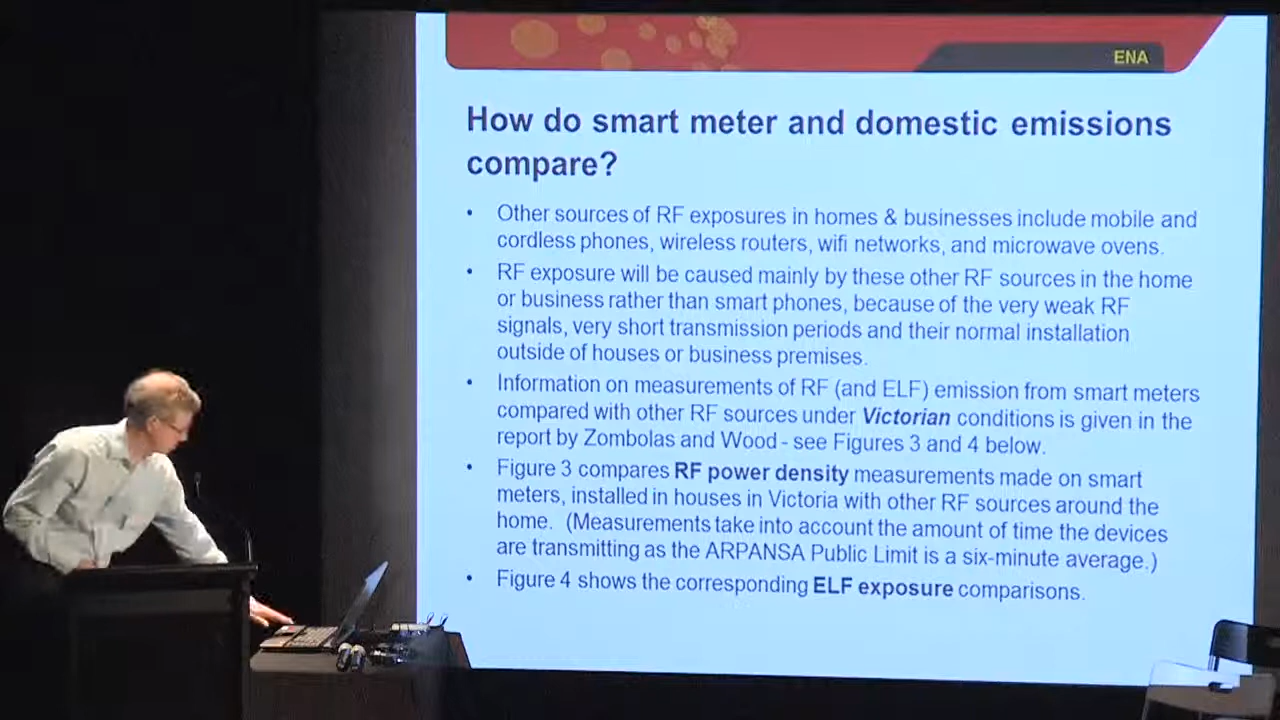 ENA
How do smart meter and domestic emissions
compare?
• Other sources of RF exposures in homes & businesses include mobile and
cordless phones, wireless routers, wifi networks, and microwave ovens.
• RF exposure will be caused mainly by these other RF sources in the home
or business rather than smart phones, because of the very weak RF
signals, very short transmission periods and their normal installation
outside of houses or business premises.
• Information on measurements of RF (and ELF) emission from smart meters
compared with other RF sources under Victorian conditions is given in the
report by Zombolas and Wood - see Figures 3 and 4 below.
• Figure 3 compares RF power density measurements made on smart
meters, installed in houses in Victoria with other RF sources around the
home. (Measurements take into account the amount of time the devices
are transmitting as the ARPANSA Public Limit is a six-minute average.)
• Figure 4 shows the corresponding ELF exposure comparisons.